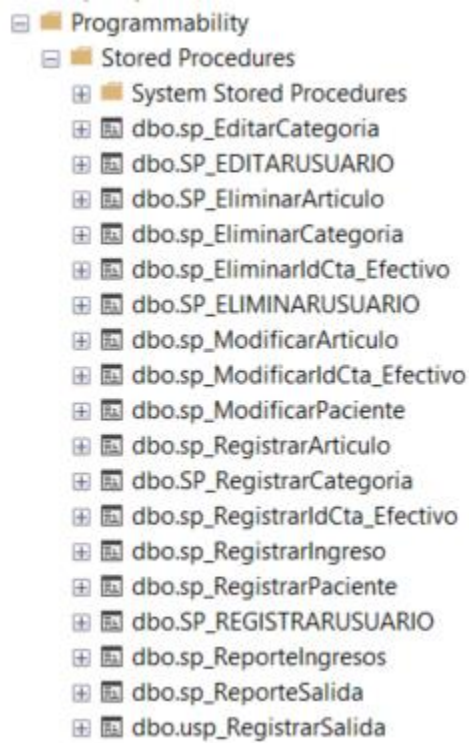 Programmability
Stored Procedures
System Stored Procedures
dbo.sp_EditarCategoria
dbo.SP_EDITARUSUARIO
dbo.SP_EliminarArticulo
dbo.sp_EliminarCategoria
dbo.sp_EliminarIdCta_Efectivo
dbo.SP_ELIMINARUSUARIO
dbo.sp_ModificarArticulo
dbo.sp_ModificarIdCta_Efectivo
dbo.sp_ModificarPaciente
dbo.sp_RegistrarArticulo
dbo.SP_RegistrarCategoria
dbo.sp_RegistrarIdCta_Efectivo
dbo.sp_RegistrarIngreso
dbo.sp_RegistrarPaciente
dbo.SP_REGISTRARUSUARIO
dbo.sp_ReporteIngresos
dbo.sp_ReporteSalida
dbo.usp_RegistrarSalida